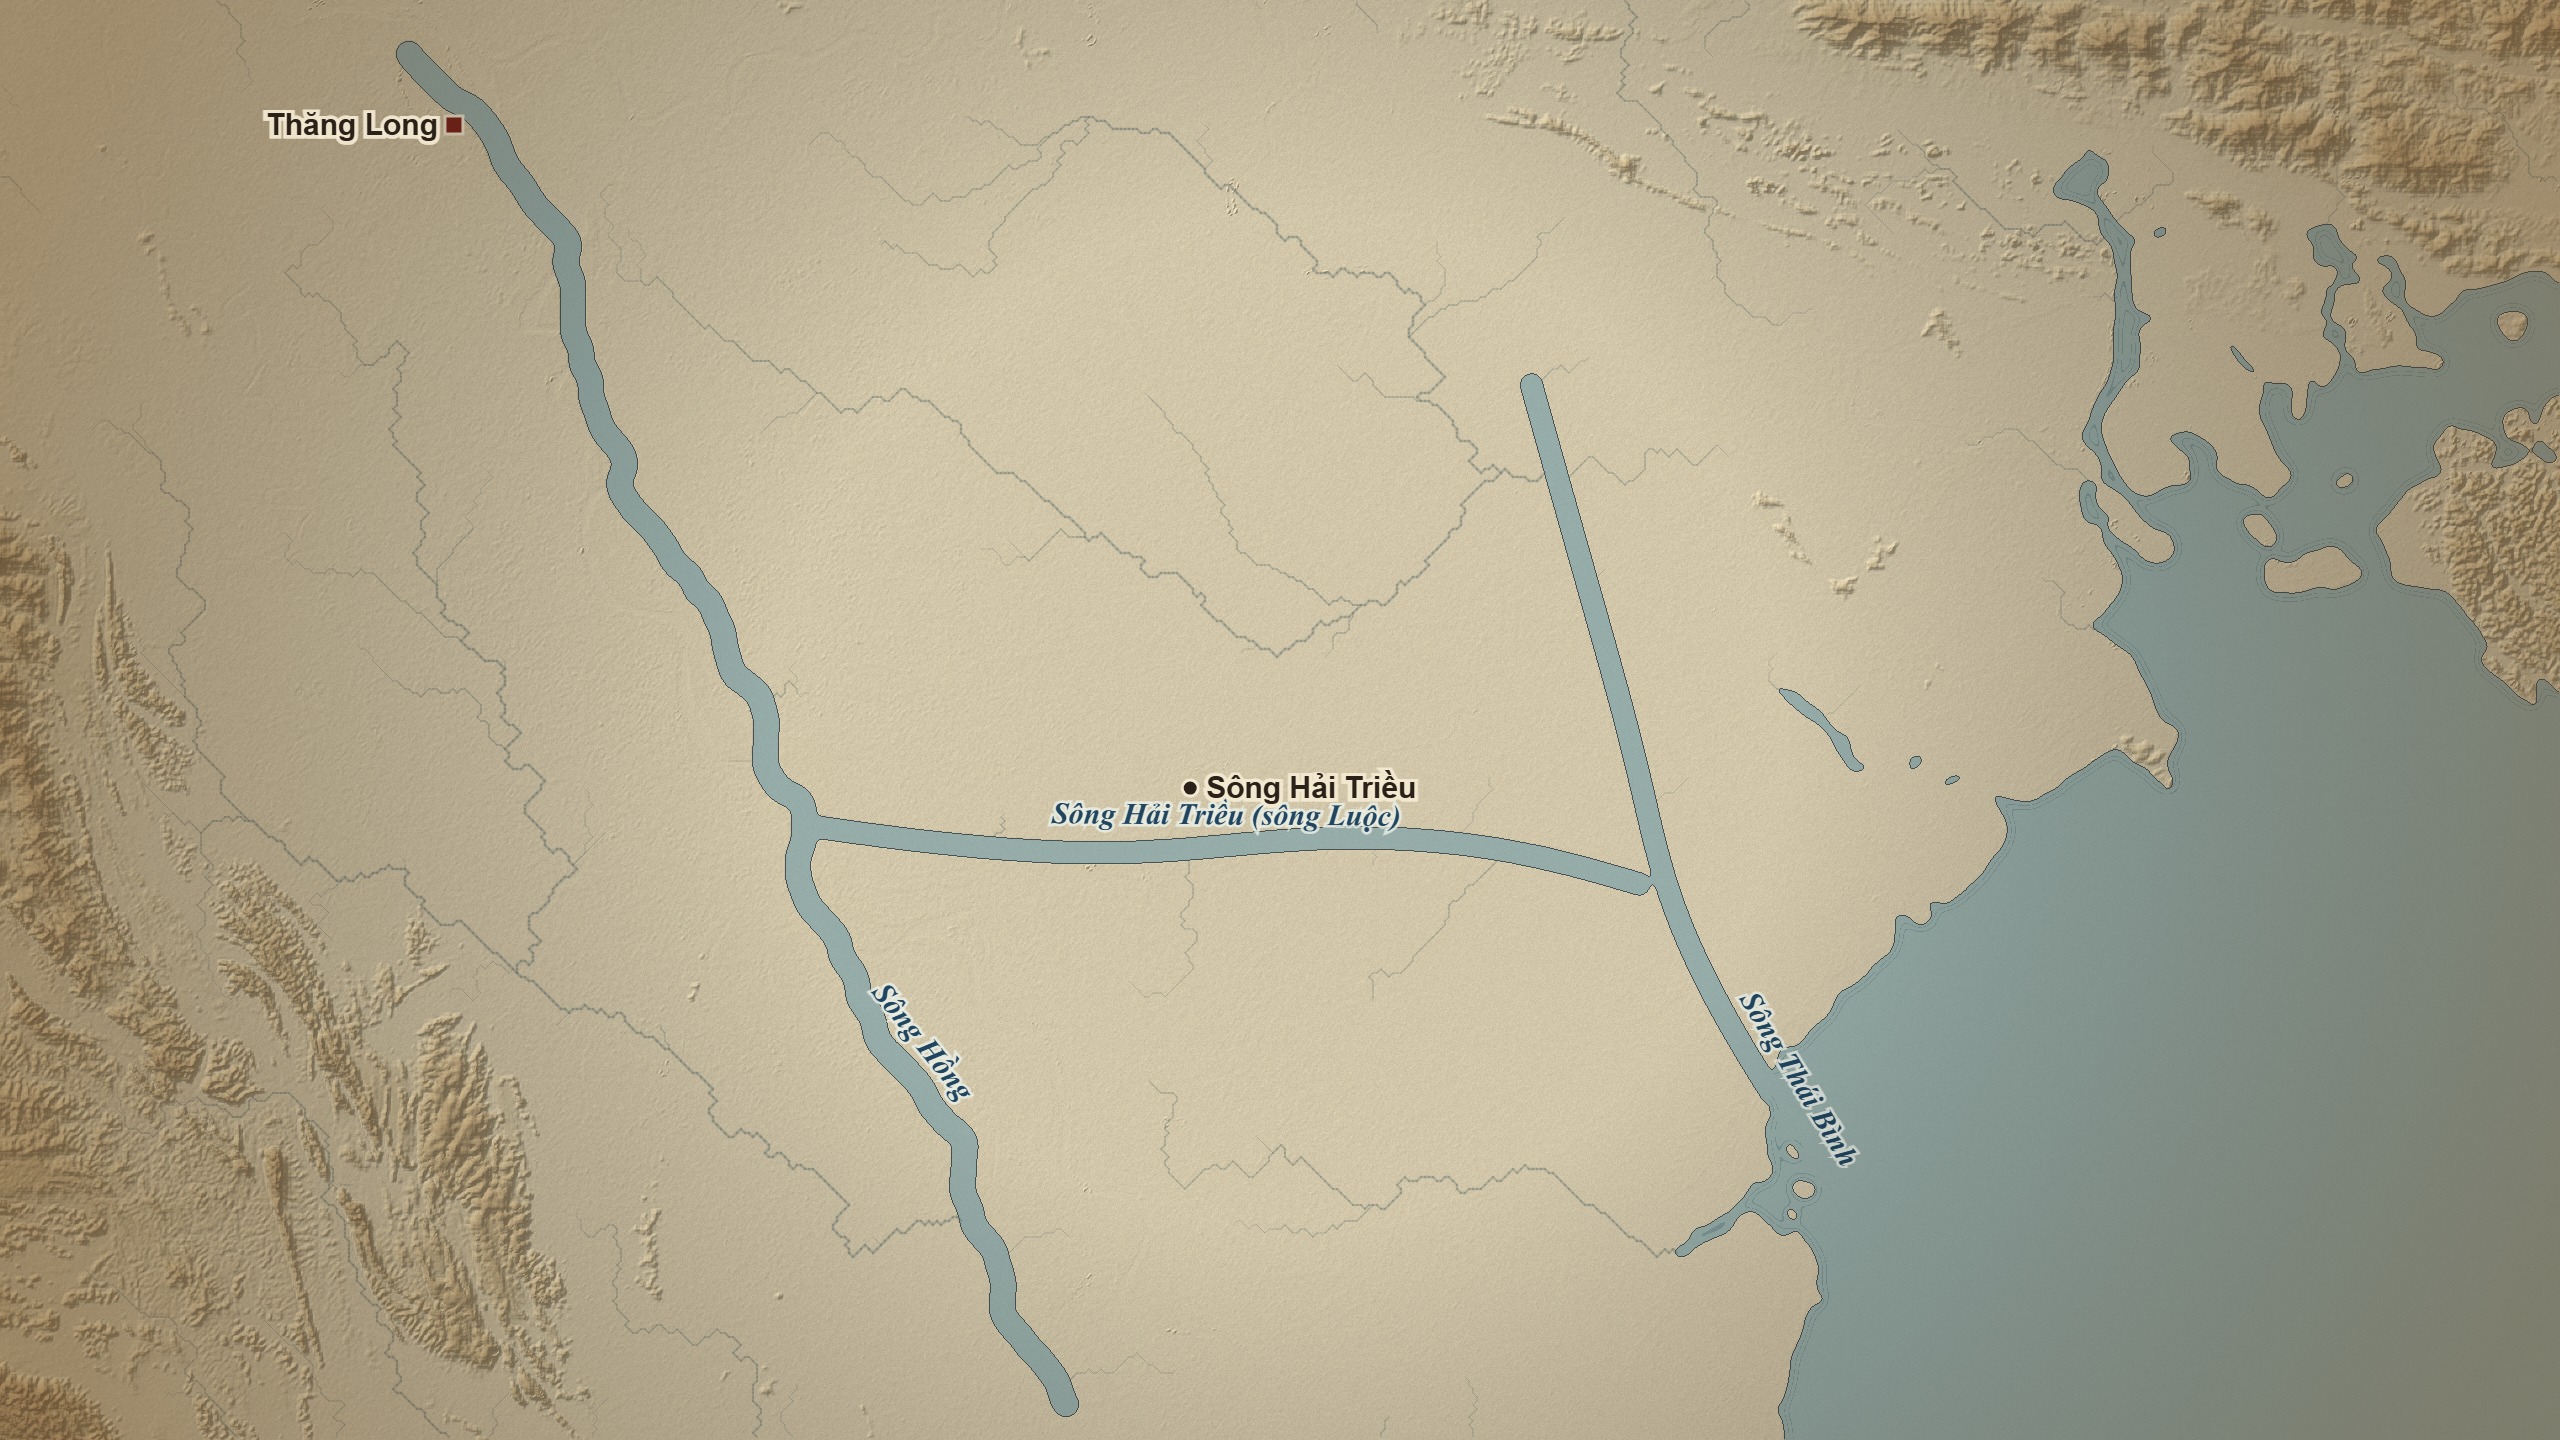 Thăng Long
Sông Hải Triều
Sông Hải Triều (sông Luộc)
Sông Hồng
Sông Thái Bình